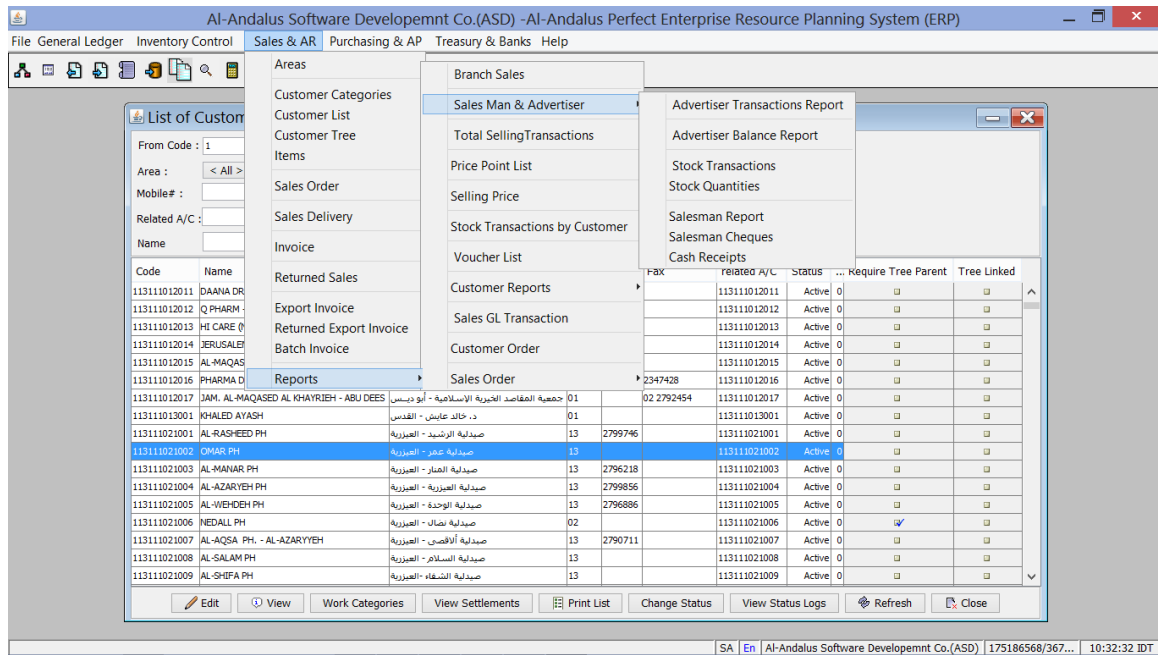 Al-Andalus Software Developemnt Co.(ASD) -Al-Andalus Perfect Enterprise Resource Planning System (ERP)
File General Ledger Inventory Control Sales & AR Purchasing & AP Treasury & Banks Help
Areas
Customer Categories
Customer List
Customer Tree
Items
Sales Order
Sales Delivery
Invoice
Returned Sales
Export Invoice
Returned Export Invoice
Batch Invoice
Reports
Branch Sales
Sales Man & Advertiser
Total SellingTransactions
Price Point List
Selling Price
Stock Transactions by Customer
Voucher List
Customer Reports
Sales GL Transaction
Customer Order
Sales Order
Advertiser Transactions Report
Advertiser Balance Report
Stock Transactions
Stock Quantities
Salesman Report
Salesman Cheques
Cash Receipts
List of Custom
From Code : 1
Area : < All >
Mobile# :
Related A/C :
Name
Code Name Fax related A/C Status ... Require Tree Parent Tree Linked
113111012011 DAANA DR 113111012011 Active 0
113111012012 Q PHARM - 113111012012 Active 0
113111012013 HI CARE 113111012013 Active 0
113111012014 JERUSALE 113111012014 Active 0
113111012015 AL-MAQAS 113111012015 Active 0
113111012016 PHARMA D 2347428 113111012016 Active 0
113111012017 JAM. AL-MAQASED AL KHAYRIEH - ABU DEES جمعية المقاصد الخيرية الإسلامية - أبو ديـس 01 02 2792454 113111012017 Active 0
113111013001 KHALED AYASH د. خالد عايش - القدس 01 113111013001 Active 0
113111021001 AL-RASHEED PH صيدلية الرشيد - العيزرية 13 2799746 113111021001 Active 0
113111021002 OMAR PH صيدلية عمر - العيزرية 13 113111021002 Active 0
113111021003 AL-MANAR PH صيدلية المنار - العيزرية 13 2796218 113111021003 Active 0
113111021004 AL-AZARYEH PH صيدلية العيزرية - العيزرية 13 2799856 113111021004 Active 0
113111021005 AL-WEHDEH PH صيدلية الوحدة - العيزرية 13 2796886 113111021005 Active 0
113111021006 NEDALL PH صيدلية نضال - العيزرية 02 113111021006 Active 0
113111021007 AL-AQSA PH. - AL-AZARYYEH صيدلية ألاقصى - العيزرية 13 2790711 113111021007 Active 0
113111021008 AL-SALAM PH صيدلية السلام - العيزرية 13 113111021008 Active 0
113111021009 AL-SHIFA PH صيدلية الشفاء -العيزرية 13 113111021009 Active 0
Edit View Work Categories View Settlements Print List Change Status View Status Logs Refresh Close
SA En Al-Andalus Software Developemnt Co.(ASD) 175186568/367... 10:32:32 IDT